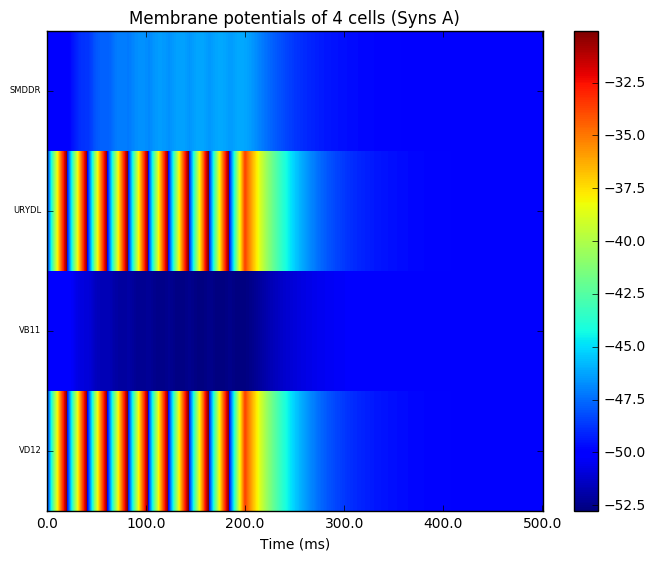 Membrane potentials of 4 cells (Syns A)
SMDDR
URYDL
VB11
VD12
0.0 100.0 200.0 300.0 400.0 500.0
Time (ms)
−32.5
−35.0
−37.5
−40.0
−42.5
−45.0
−47.5
−50.0
−52.5